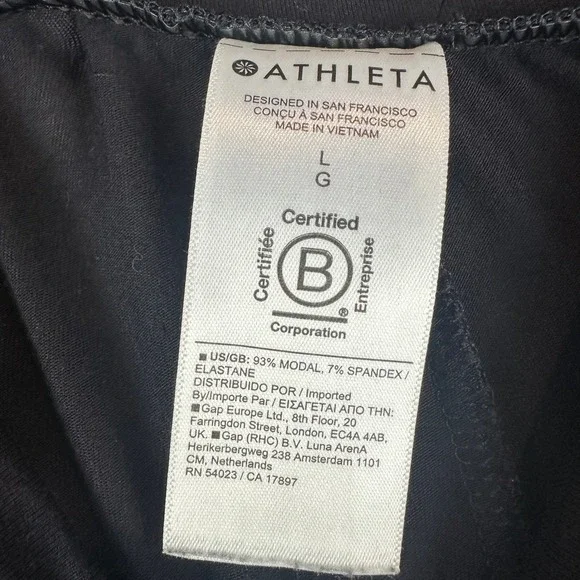 ATHLETA
DESIGNED IN SAN FRANCISCO
CONÇU À SAN FRANCISCO
MADE IN VIETNAM
L
G
Certified
Certifiée
B
Entreprise
®
Corporation
■ US/GB: 93% MODAL, 7% SPANDEX /
ELASTANE
DISTRIBUIDO POR / Imported
By/Importe Par / ΕΙΣΑΓΕΤΑΙ ΑΠΟ ΤΗΝ:
■Gap Europe Ltd., 8th Floor, 20
Farringdon Street, London, EC4A 4AB,
UK. ■Gap (RHC) B.V. Luna ArenA
Herikerbergweg 238 Amsterdam 1101
CM, Netherlands
RN 54023 / CA 17897